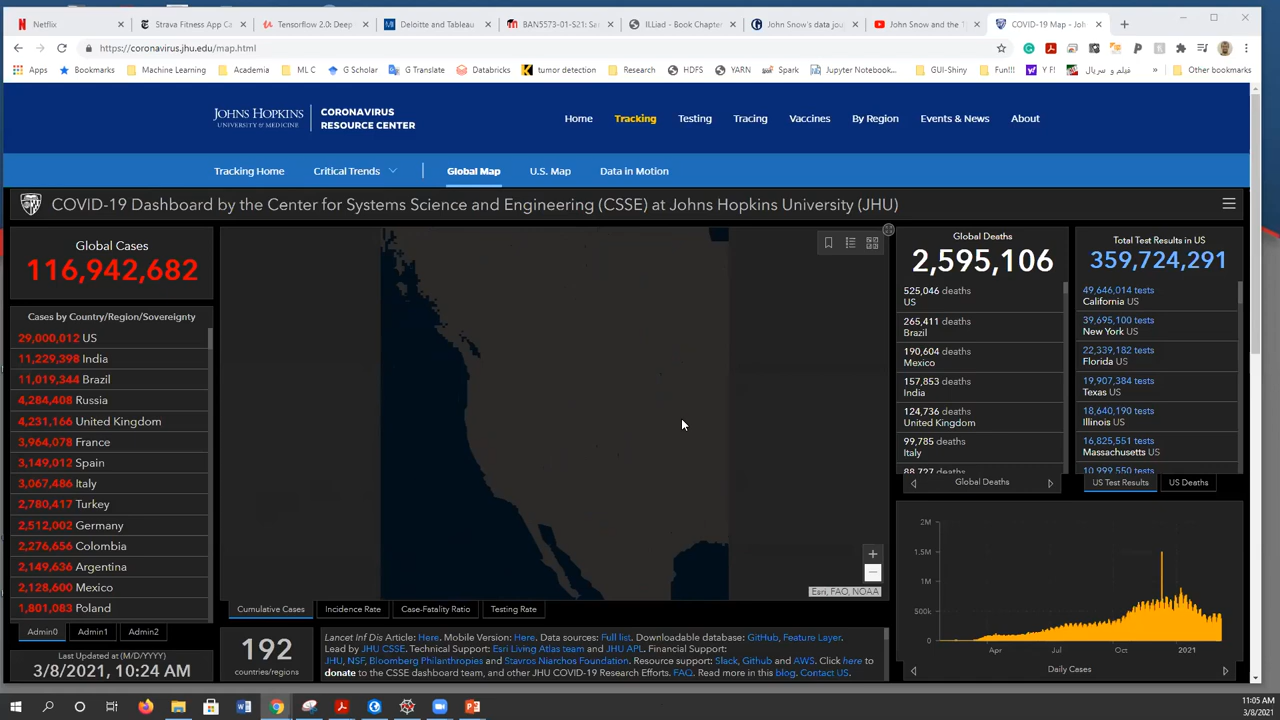 Netflix
Strava Fitness App Ca
Tensorflow 2.0: Deep
Deloitte and Tableau
BAN5573-01-S21: Sa
ILLiad - Book Chapter
John Snow's data jou
John Snow and the 1
COVID-19 Map - Joh
https://coronavirus.jhu.edu/map.html
Apps
Bookmarks
Machine Learning
Academia
ML C
G Scholar
G Translate
Databricks
tumor detection
Research
HDFS
YARN
Spark
Jupyter Notebook...
GUI-Shiny
Fun!!!
Y F!
فیلم و سریال
Other bookmarks
JOHNS HOPKINS
UNIVERSITY & MEDICINE
CORONAVIRUS
RESOURCE CENTER
Home
Tracking
Testing
Tracing
Vaccines
By Region
Events & News
About
Tracking Home
Critical Trends
Global Map
U.S. Map
Data in Motion
COVID-19 Dashboard by the Center for Systems Science and Engineering (CSSE) at Johns Hopkins University (JHU)
Global Cases
116,942,682
Cases by Country/Region/Sovereignty
29,000,012 US
11,229,398 India
11,019,344 Brazil
4,284,408 Russia
4,231,166 United Kingdom
3,964,078 France
3,149,012 Spain
3,067,486 Italy
2,780,417 Turkey
2,512,002 Germany
2,276,656 Colombia
2,149,636 Argentina
2,128,600 Mexico
1,801,083 Poland
Admin0
Admin1
Admin2
Last Updated at (M/D/YYYY)
3/8/2021, 10:24 AM
Esri, FAO, NOAA
Cumulative Cases
Incidence Rate
Case-Fatality Ratio
Testing Rate
192
countries/regions
Lancet Inf Dis Article: Here. Mobile Version: Here. Data sources: Full list. Downloadable database: GitHub, Feature Layer.
Lead by JHU CSSE. Technical Support: Esri Living Atlas team and JHU APL. Financial Support:
JHU, NSF, Bloomberg Philanthropies and Stavros Niarchos Foundation. Resource support: Slack, Github and AWS. Click here to
donate to the CSSE dashboard team, and other JHU COVID-19 Research Efforts. FAQ. Read more in this blog. Contact US.
Global Deaths
2,595,106
525,046 deaths
US
265,411 deaths
Brazil
190,604 deaths
Mexico
157,853 deaths
India
124,736 deaths
United Kingdom
99,785 deaths
Italy
88,727 deaths
Global Deaths
Total Test Results in US
359,724,291
49,646,014 tests
California US
39,695,100 tests
New York US
22,339,182 tests
Florida US
19,907,384 tests
Texas US
18,640,190 tests
Illinois US
16,825,551 tests
Massachusetts US
10,999,550 tests
US Test Results
US Deaths
2M
1.5M
1M
500k
0
Apr
Jul
Oct
2021
Daily Cases
11:05 AM
3/8/2021